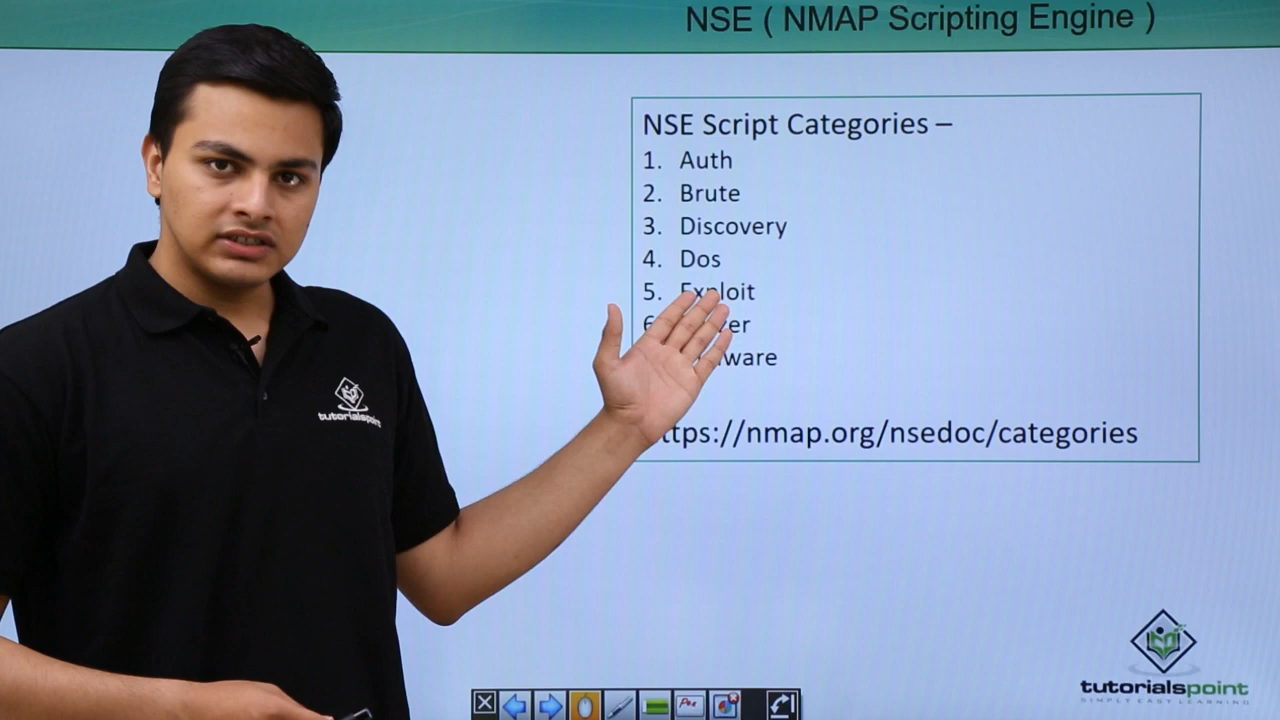 NSE ( NMAP Scripting Engine )
NSE Script Categories –
1. Auth
2. Brute
3. Discovery
4. Dos
5. Exploit
tutorialspoint
https://nmap.org/nsedoc/categories
tutorialspoint
SIMPLY EASY LEARNING